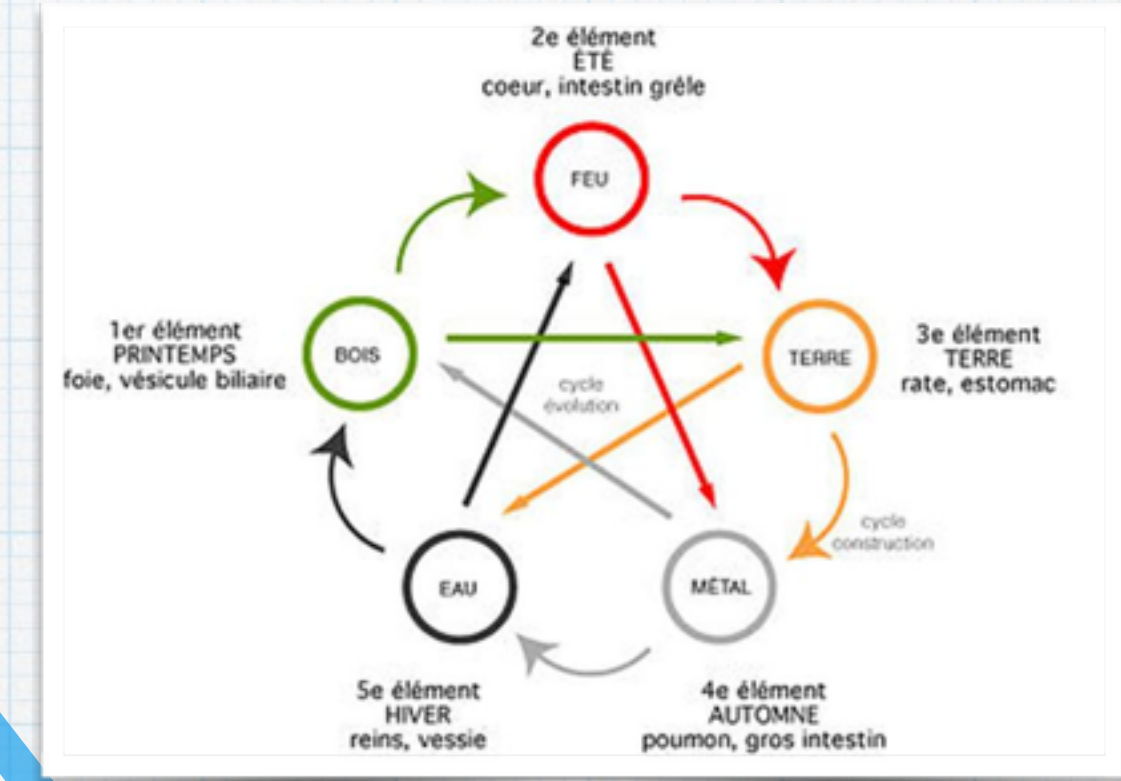 2e élément
ÉTÉ
coeur, intestin grêle
FEU
1er élément
PRINTEMPS
foie, vésicule biliaire
BOIS
cycle
évolution
TERRE
3e élément
TERRE
rate, estomac
cycle
construction
EAU
MÉTAL
5e élément
HIVER
reins, vessie
4e élément
AUTOMNE
poumon, gros intestin